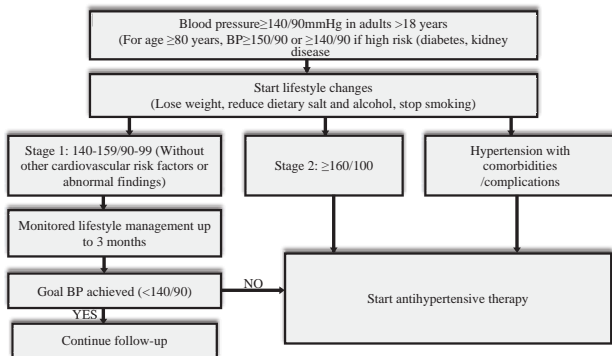 Blood pressure≥140/90mmHg in adults >18 years
(For age ≥80 years, BP≥150/90 or ≥140/90 if high risk (diabetes, kidney
disease
Start lifestyle changes
(Lose weight, reduce dietary salt and alcohol, stop smoking)
Stage 1: 140-159/90-99 (Without
other cardiovascular risk factors or
abnormal findings)
Stage 2: ≥160/100
Hypertension with
comorbidities
/complications
Monitored lifestyle management up
to 3 months
Goal BP achieved (<140/90)
NO
Start antihypertensive therapy
YES
Continue follow-up